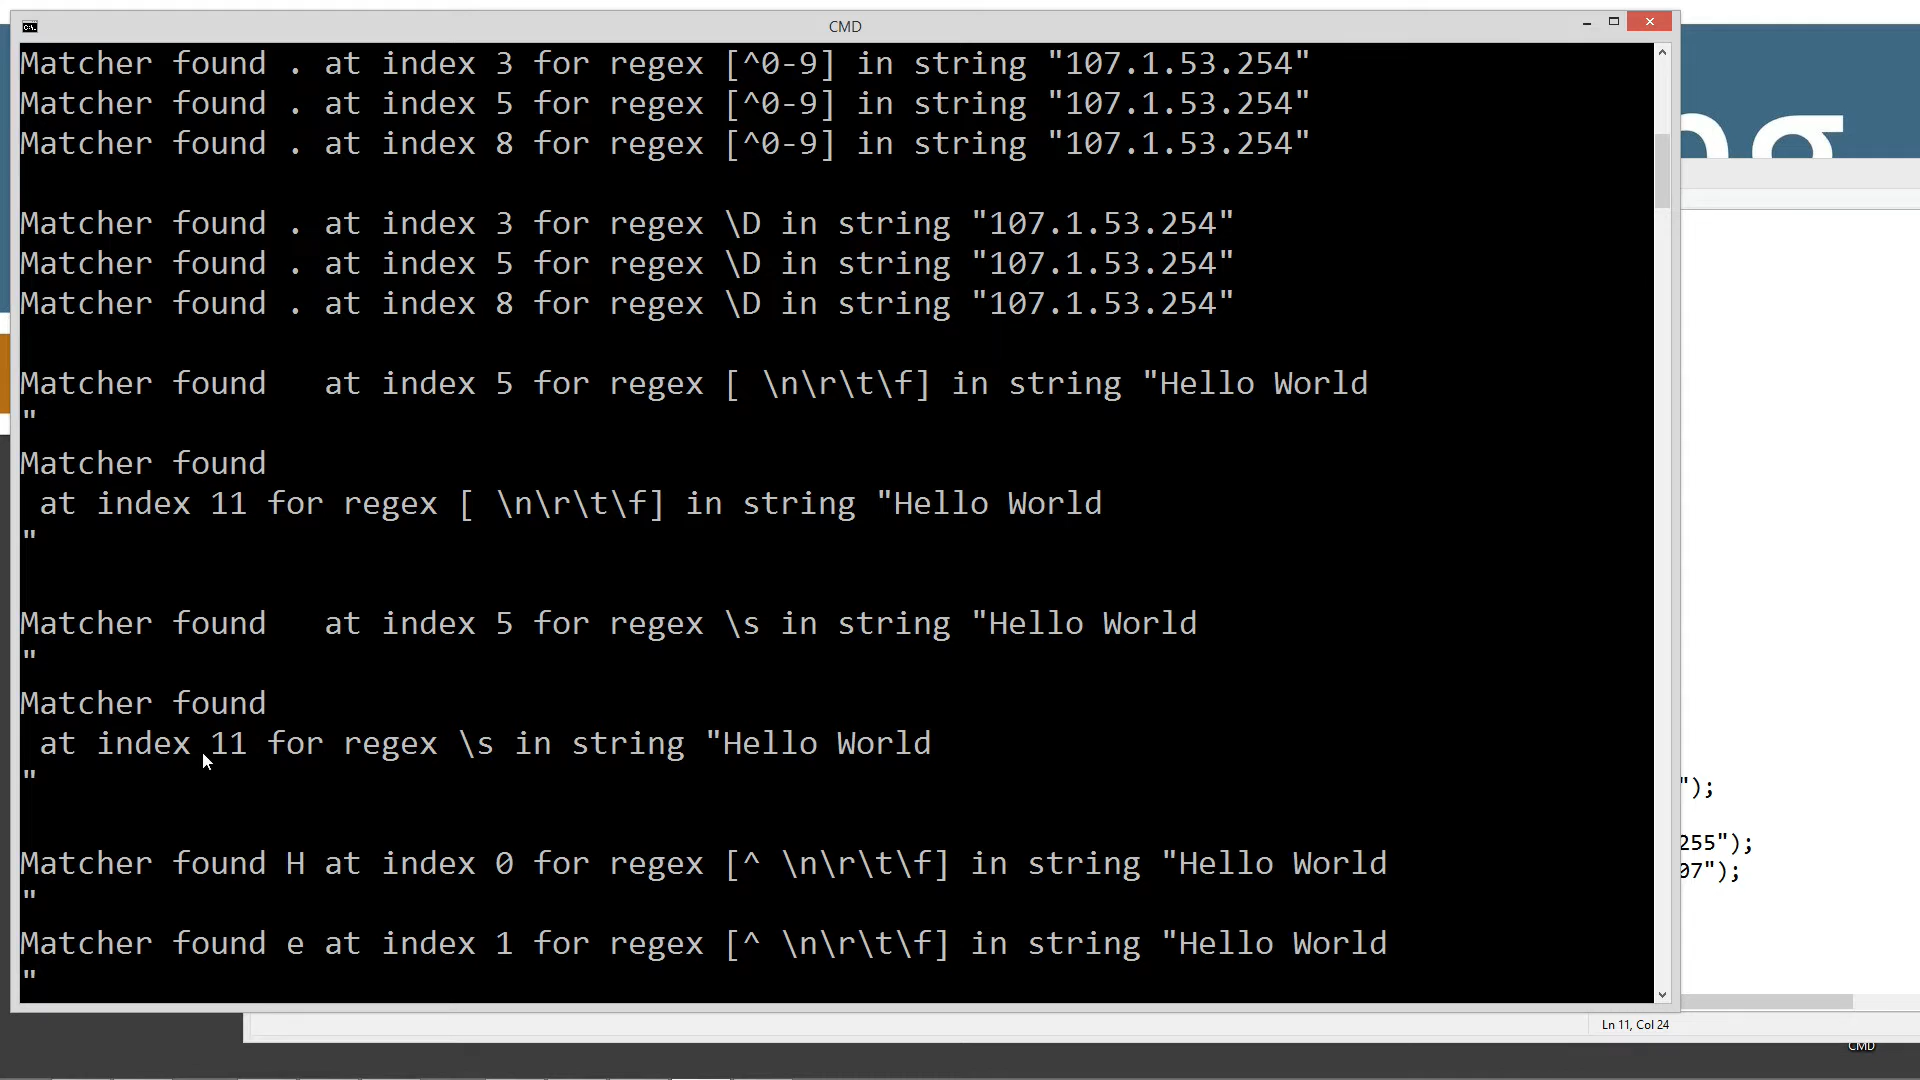 CMD
Matcher found . at index 3 for regex [^0-9] in string "107.1.53.254"
Matcher found . at index 5 for regex [^0-9] in string "107.1.53.254"
Matcher found . at index 8 for regex [^0-9] in string "107.1.53.254"
Matcher found . at index 3 for regex \D in string "107.1.53.254"
Matcher found . at index 5 for regex \D in string "107.1.53.254"
Matcher found . at index 8 for regex \D in string "107.1.53.254"
Matcher found   at index 5 for regex [ \n\r\t\f] in string "Hello World
"
Matcher found
 at index 11 for regex [ \n\r\t\f] in string "Hello World
"
Matcher found   at index 5 for regex \s in string "Hello World
"
Matcher found
 at index 11 for regex \s in string "Hello World
"
Matcher found H at index 0 for regex [^ \n\r\t\f] in string "Hello World
"
Matcher found e at index 1 for regex [^ \n\r\t\f] in string "Hello World
"
");
255");
07");
Ln 11, Col 24
CMD